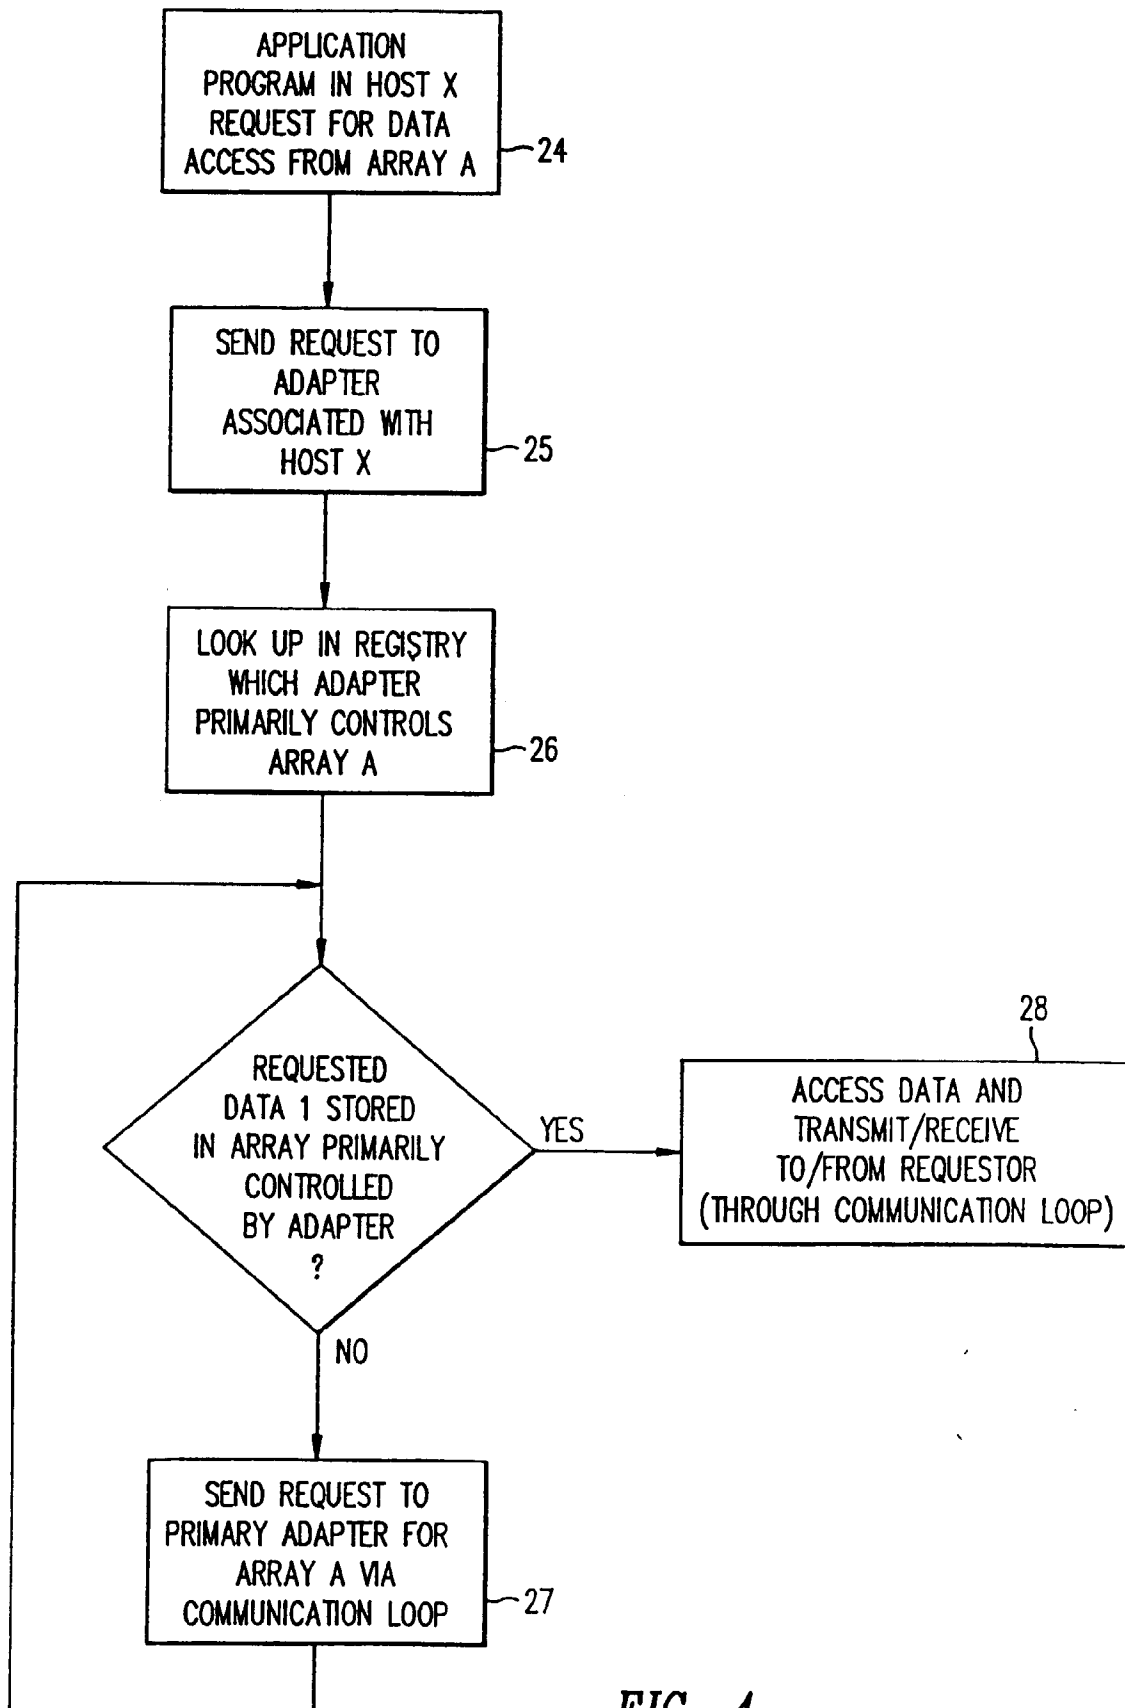 APPLICATION
PROGRAM IN HOST X
REQUEST FOR DATA
ACCESS FROM ARRAY A
24
SEND REQUEST TO
ADAPTER
ASSOCIATED WITH
HOST X
25
LOOK UP IN REGISTRY
WHICH ADAPTER
PRIMARILY CONTROLS
ARRAY A
26
REQUESTED
DATA 1 STORED
IN ARRAY PRIMARILY
CONTROLLED
BY ADAPTER
?
YES
28
ACCESS DATA AND
TRANSMIT/RECEIVE
TO/FROM REQUESTOR
(THROUGH COMMUNICATION LOOP)
NO
SEND REQUEST TO
PRIMARY ADAPTER FOR
ARRAY A VIA
COMMUNICATION LOOP
27
FIG.